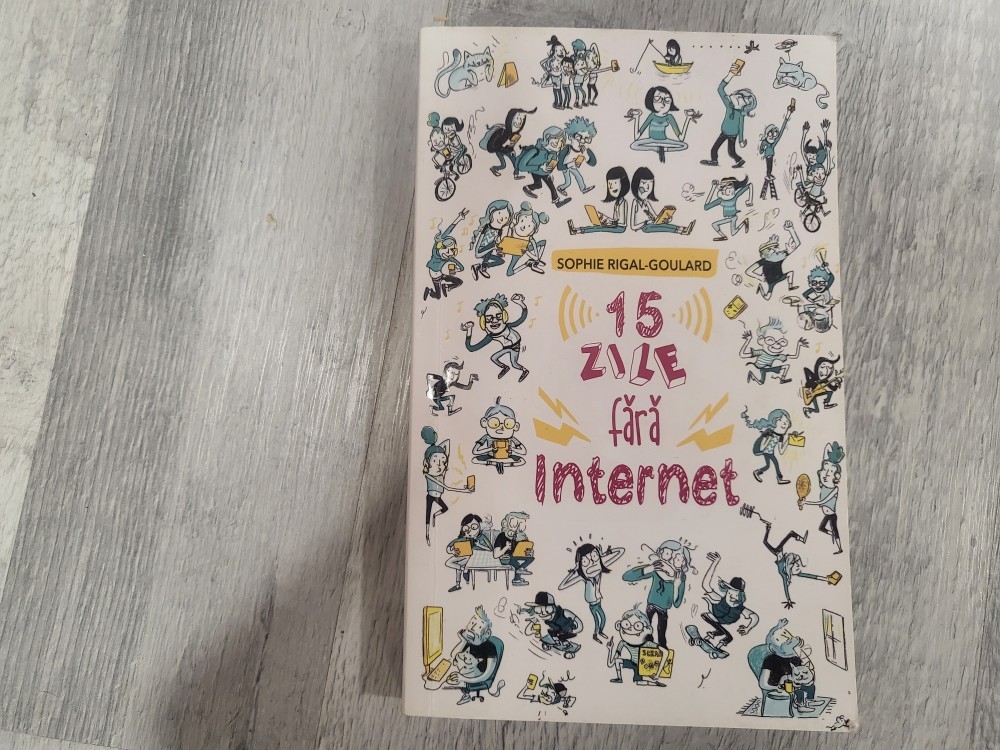 SOPHIE RIGAL-GOULARD
15
ZILE
fără
Internet